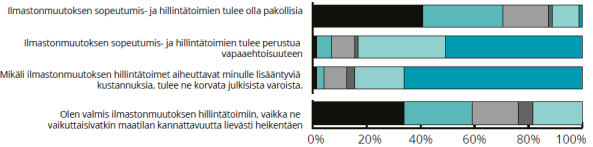 Ilmastonmuutoksen sopeutumis- ja hillintätoimien tulee olla pakollisia
Ilmastonmuutoksen sopeutumis- ja hillintätoimien tulee perustua
vapaaehtoisuuteen
Mikäli ilmastonmuutoksen hillintätoimet aiheuttavat minulle lisääntyviä
kustannuksia, tulee ne korvata julkisista varoista.
Olen valmis ilmastonmuutoksen hillintätoimiin, vaikka ne
vaikuttaisivatkin maatilan kannattavuutta lievästi heikentäen
0% 20% 40% 60% 80% 100%